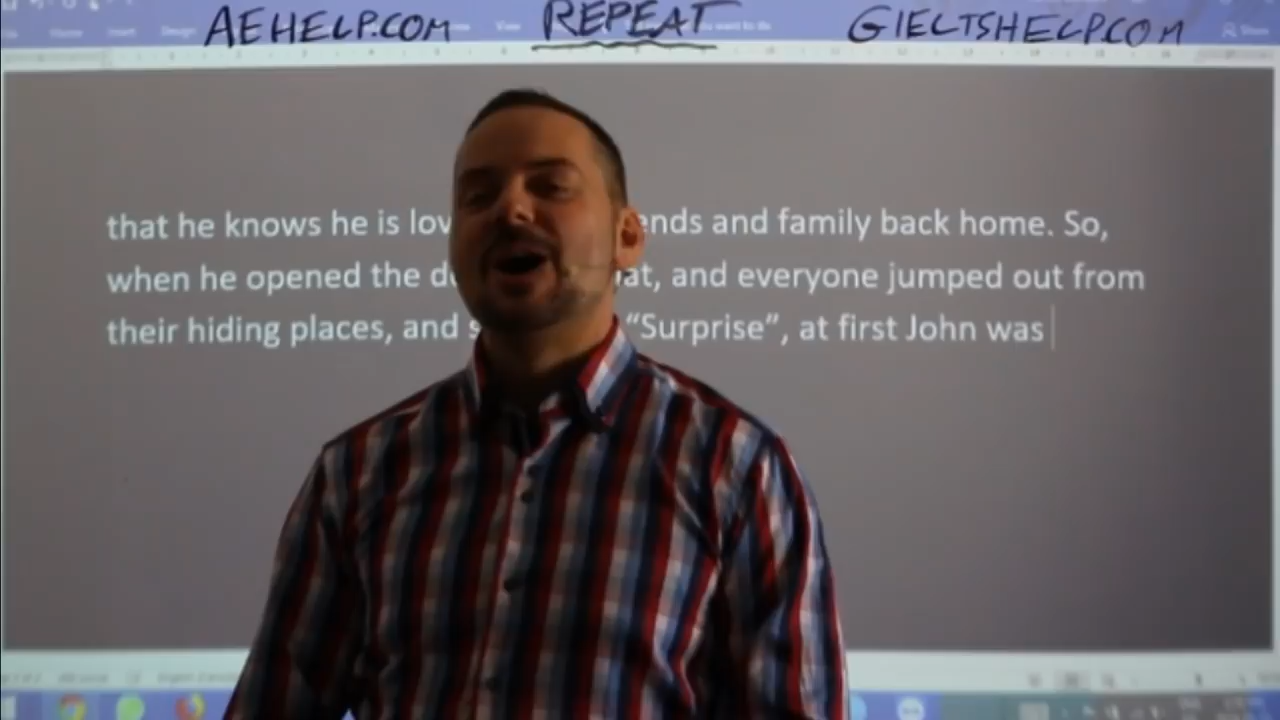 AEHELP.COM REPEAT GIELTSHELP.COM
that he knows he is lov ends and family back home. So,
when he opened the d at, and everyone jumped out from
their hiding places, and s “Surprise”, at first John was